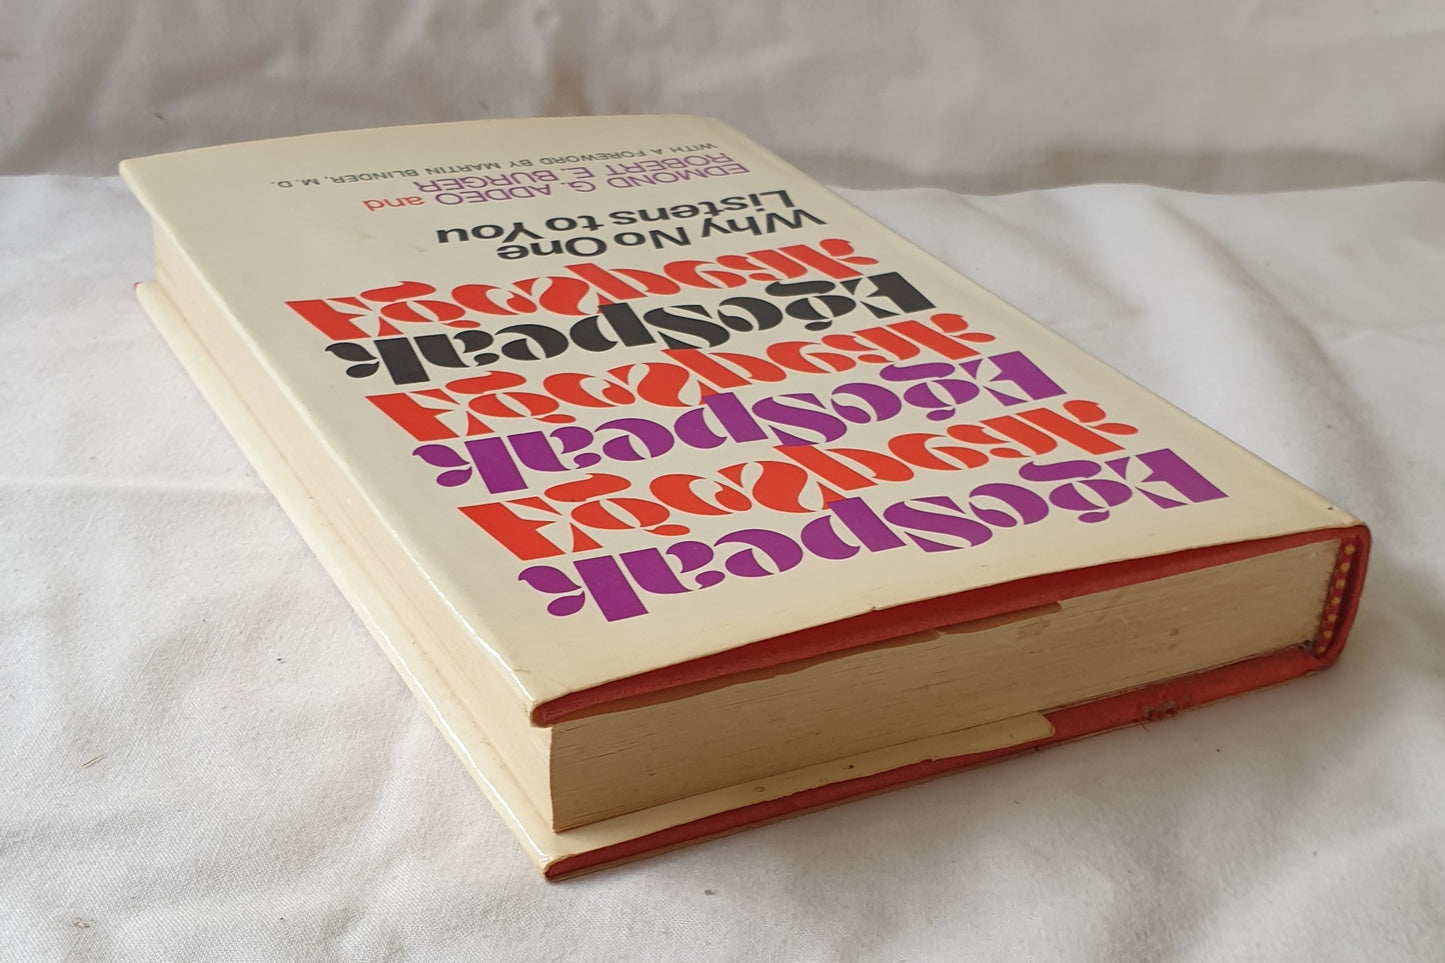 EgoSpeak
EgoSpeak
EgoSpeak
EgoSpeak
EgoSpeak
EgoSpeak
Why No One
Listens to You
EDMOND G. ADDEO and
ROBERT E. BURGER
WITH A FOREWORD BY MARTIN BLINDER, M.D.